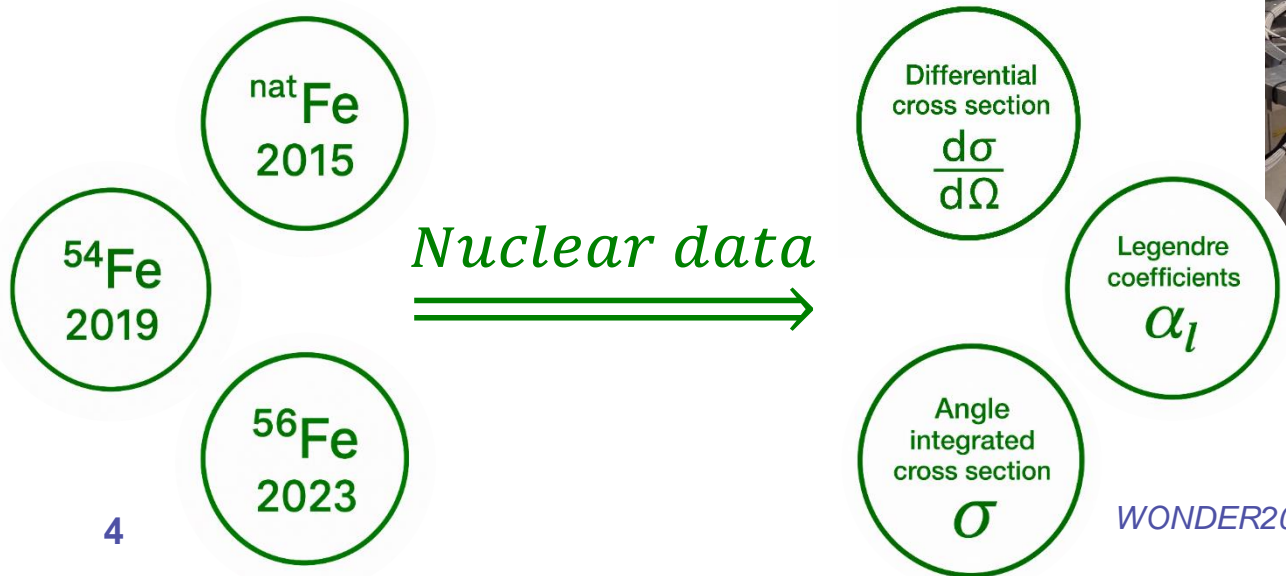 natFe
2015
54Fe
2019
56Fe
2023
4
Nuclear data
Differential
cross section
dσ
dΩ
Legendre
coefficients
αl
Angle
integrated
cross section
σ